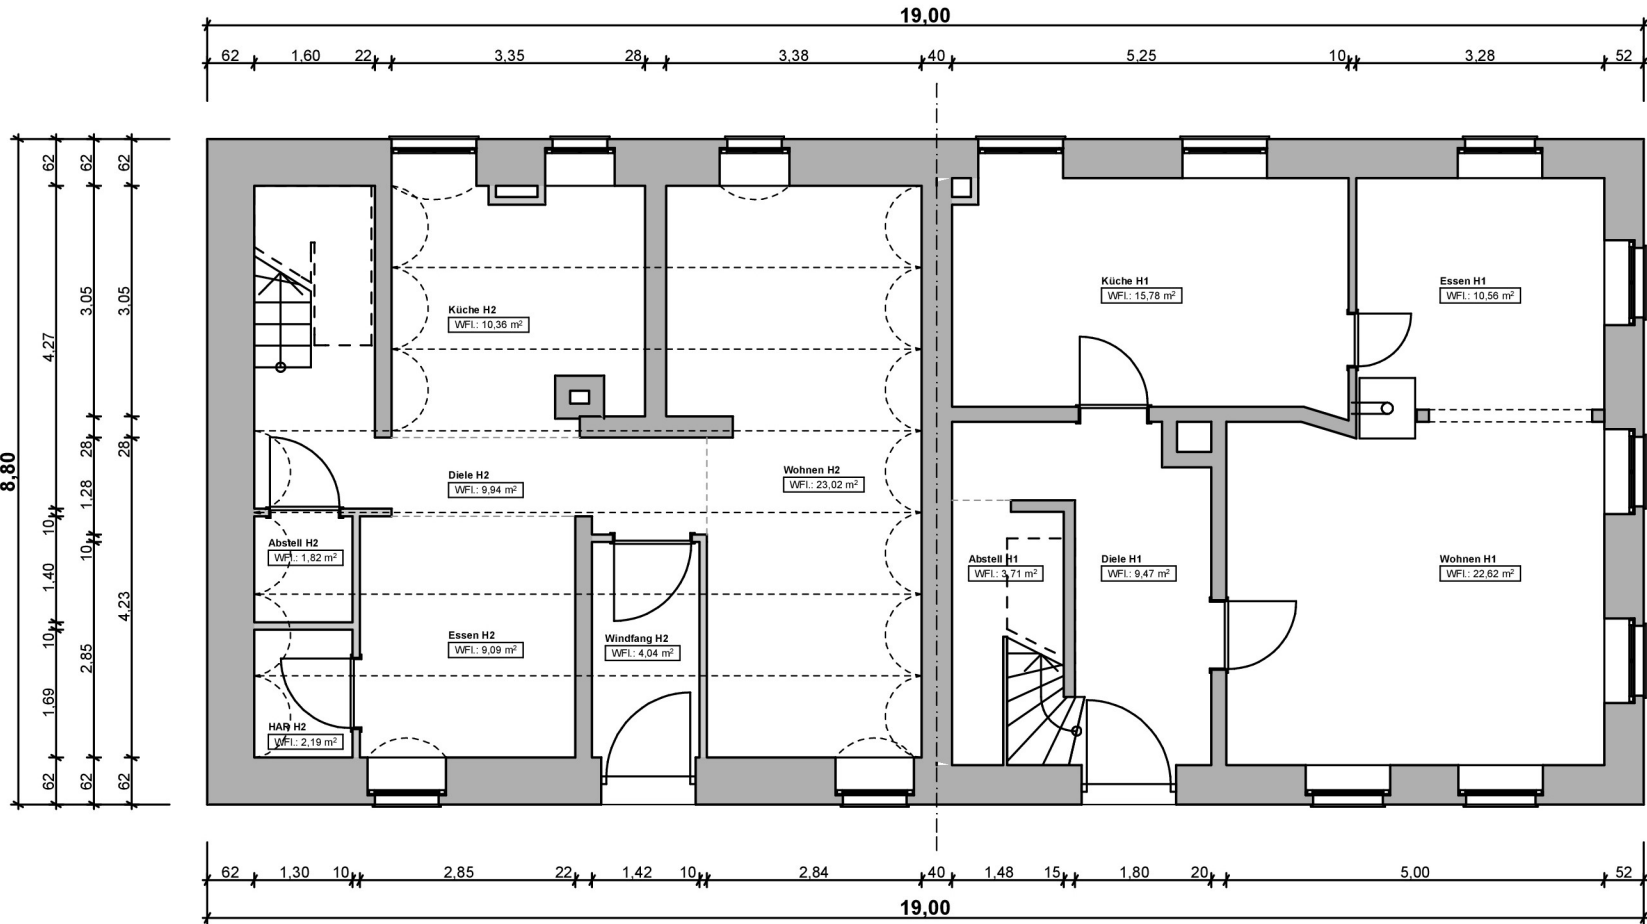 19,00
62 1,60 22 3,35 28 3,38 40 5,25 10 3,28 52
8,80
62 4,27 10 1,40 10 1,69 62
62 3,05 28 1,28 10 2,85 62
62 3,05 28 4,23 62
Küche H2
WFl.: 10,36 m²
Küche H1
WFl.: 15,78 m²
Essen H1
WFl.: 10,56 m²
Diele H2
WFl.: 9,94 m²
Wohnen H2
WFl.: 23,02 m²
Abstell H2
WFl.: 1,82 m²
Abstell H1
WFl.: 3,71 m²
Diele H1
WFl.: 9,47 m²
Wohnen H1
WFl.: 22,62 m²
Essen H2
WFl.: 9,09 m²
Windfang H2
WFl.: 4,04 m²
HAR H2
WFl.: 2,19 m²
62 1,30 10 2,85 22 1,42 10 2,84 40 1,48 15 1,80 20 5,00 52
19,00